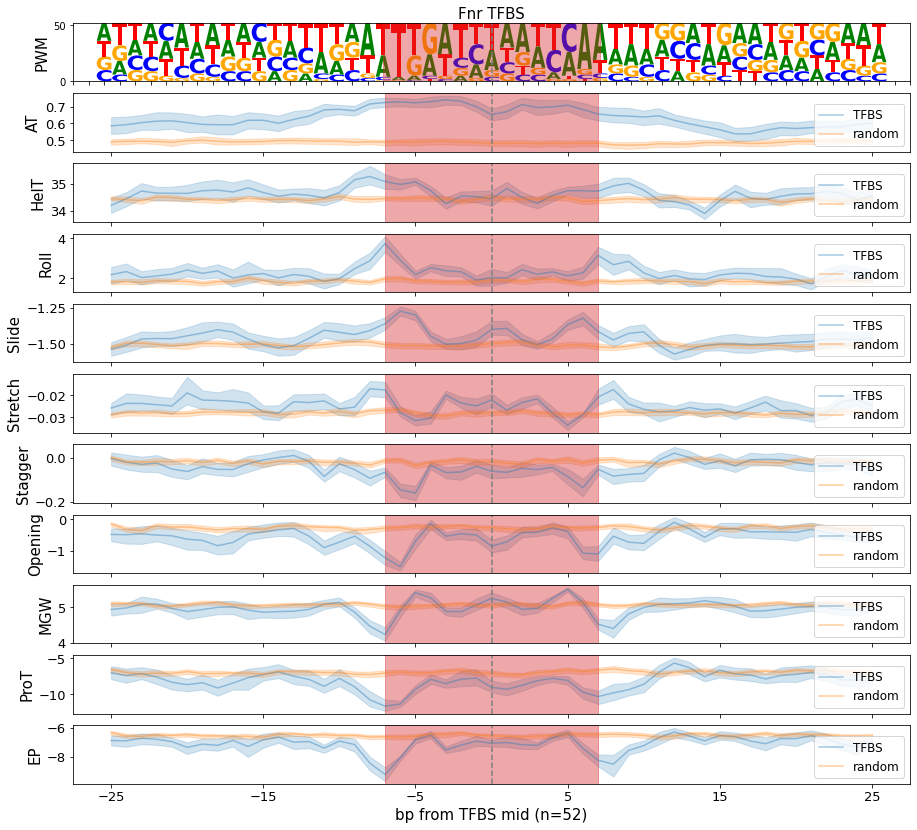 Fnr TFBS
PWM
50
0
AT
0.7
0.6
0.5
TFBS
random
HelT
35
34
TFBS
random
Roll
4
2
TFBS
random
Slide
−1.25
−1.50
TFBS
random
Stretch
−0.02
−0.03
TFBS
random
Stagger
0.0
−0.2
TFBS
random
Opening
0
−1
TFBS
random
MGW
5
4
TFBS
random
ProT
−5
−10
TFBS
random
EP
−6
−8
TFBS
random
−25 −15 −5 5 15 25
bp from TFBS mid (n=52)